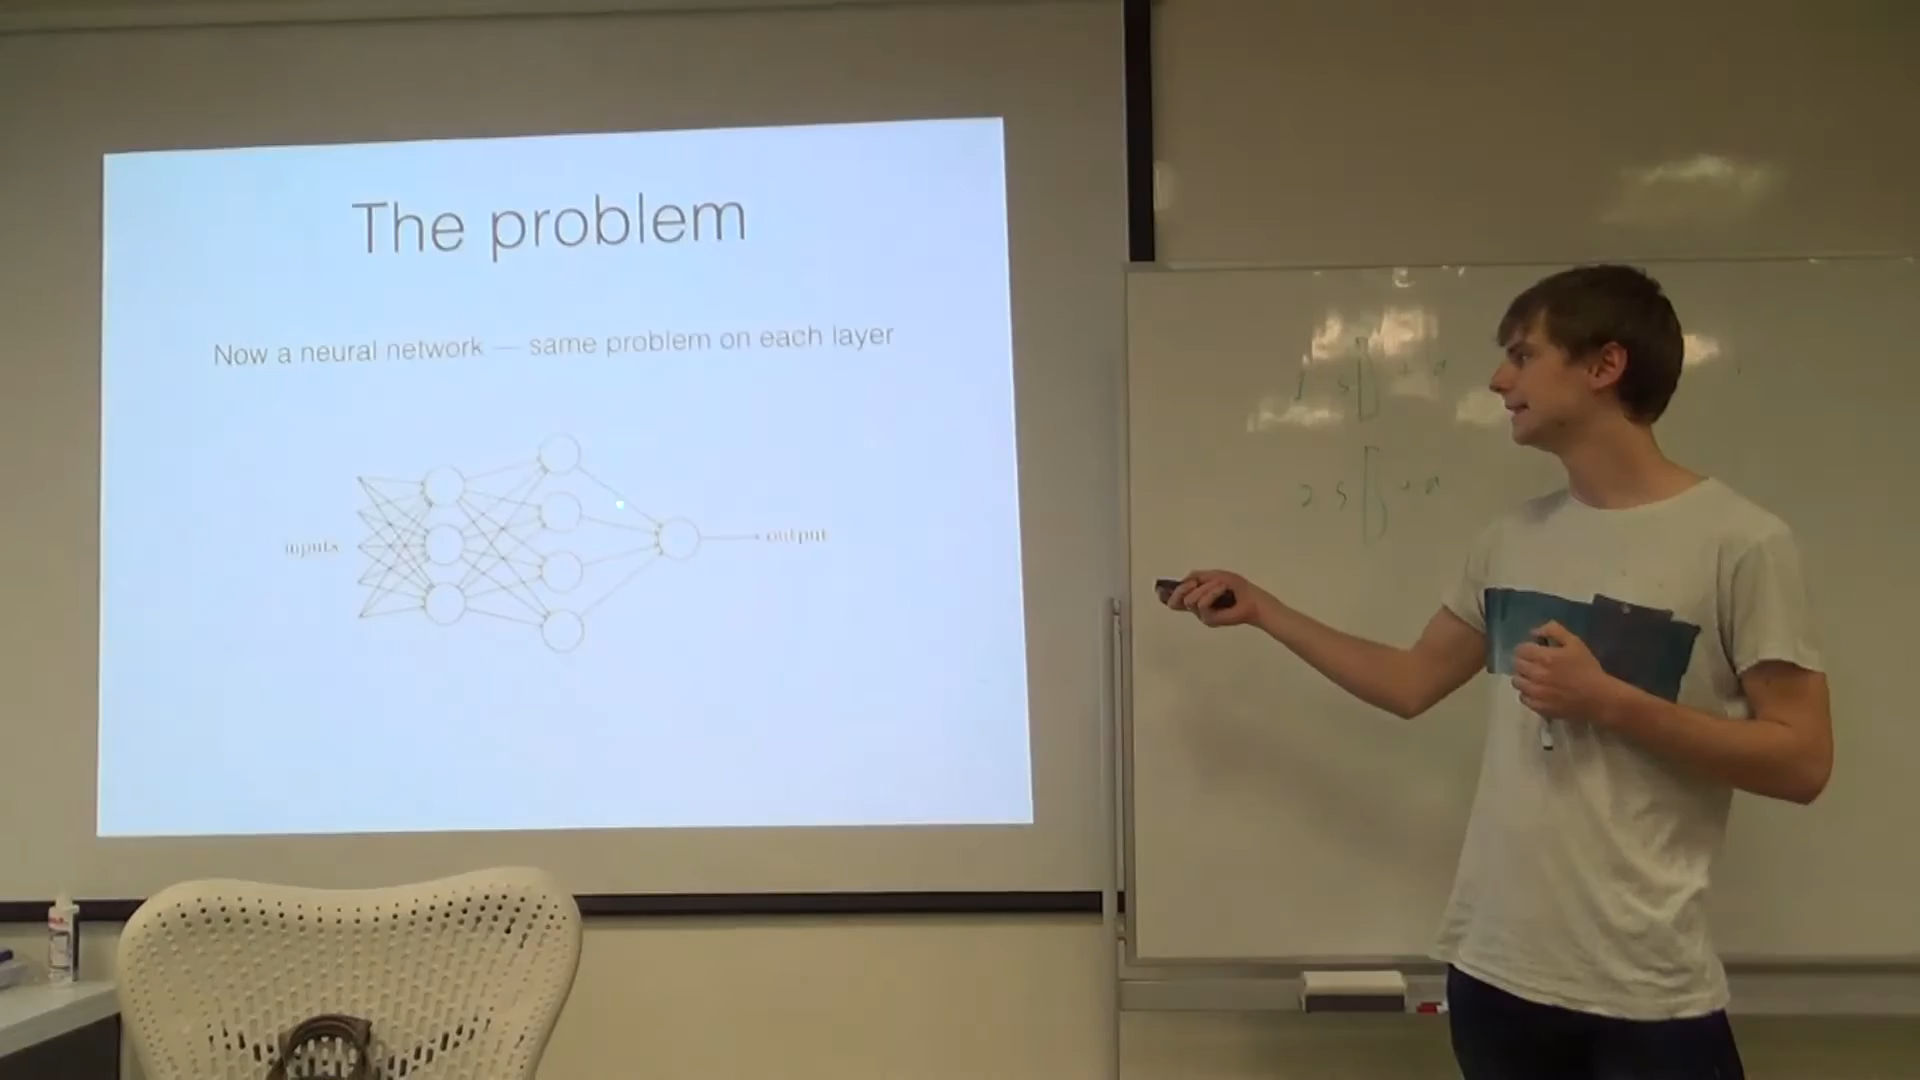 The problem
Now a neural network — same problem on each layer
inputs
output